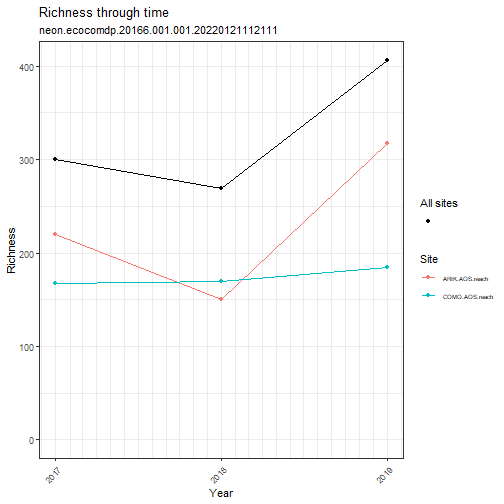 Richness through time
neon.ecocomdp.20166.001.001.20220121112111
Richness
400
300
200
100
0
2017
2018
2019
Year
All sites
Site
ARIK.AOS.reach
COMO.AOS.reach